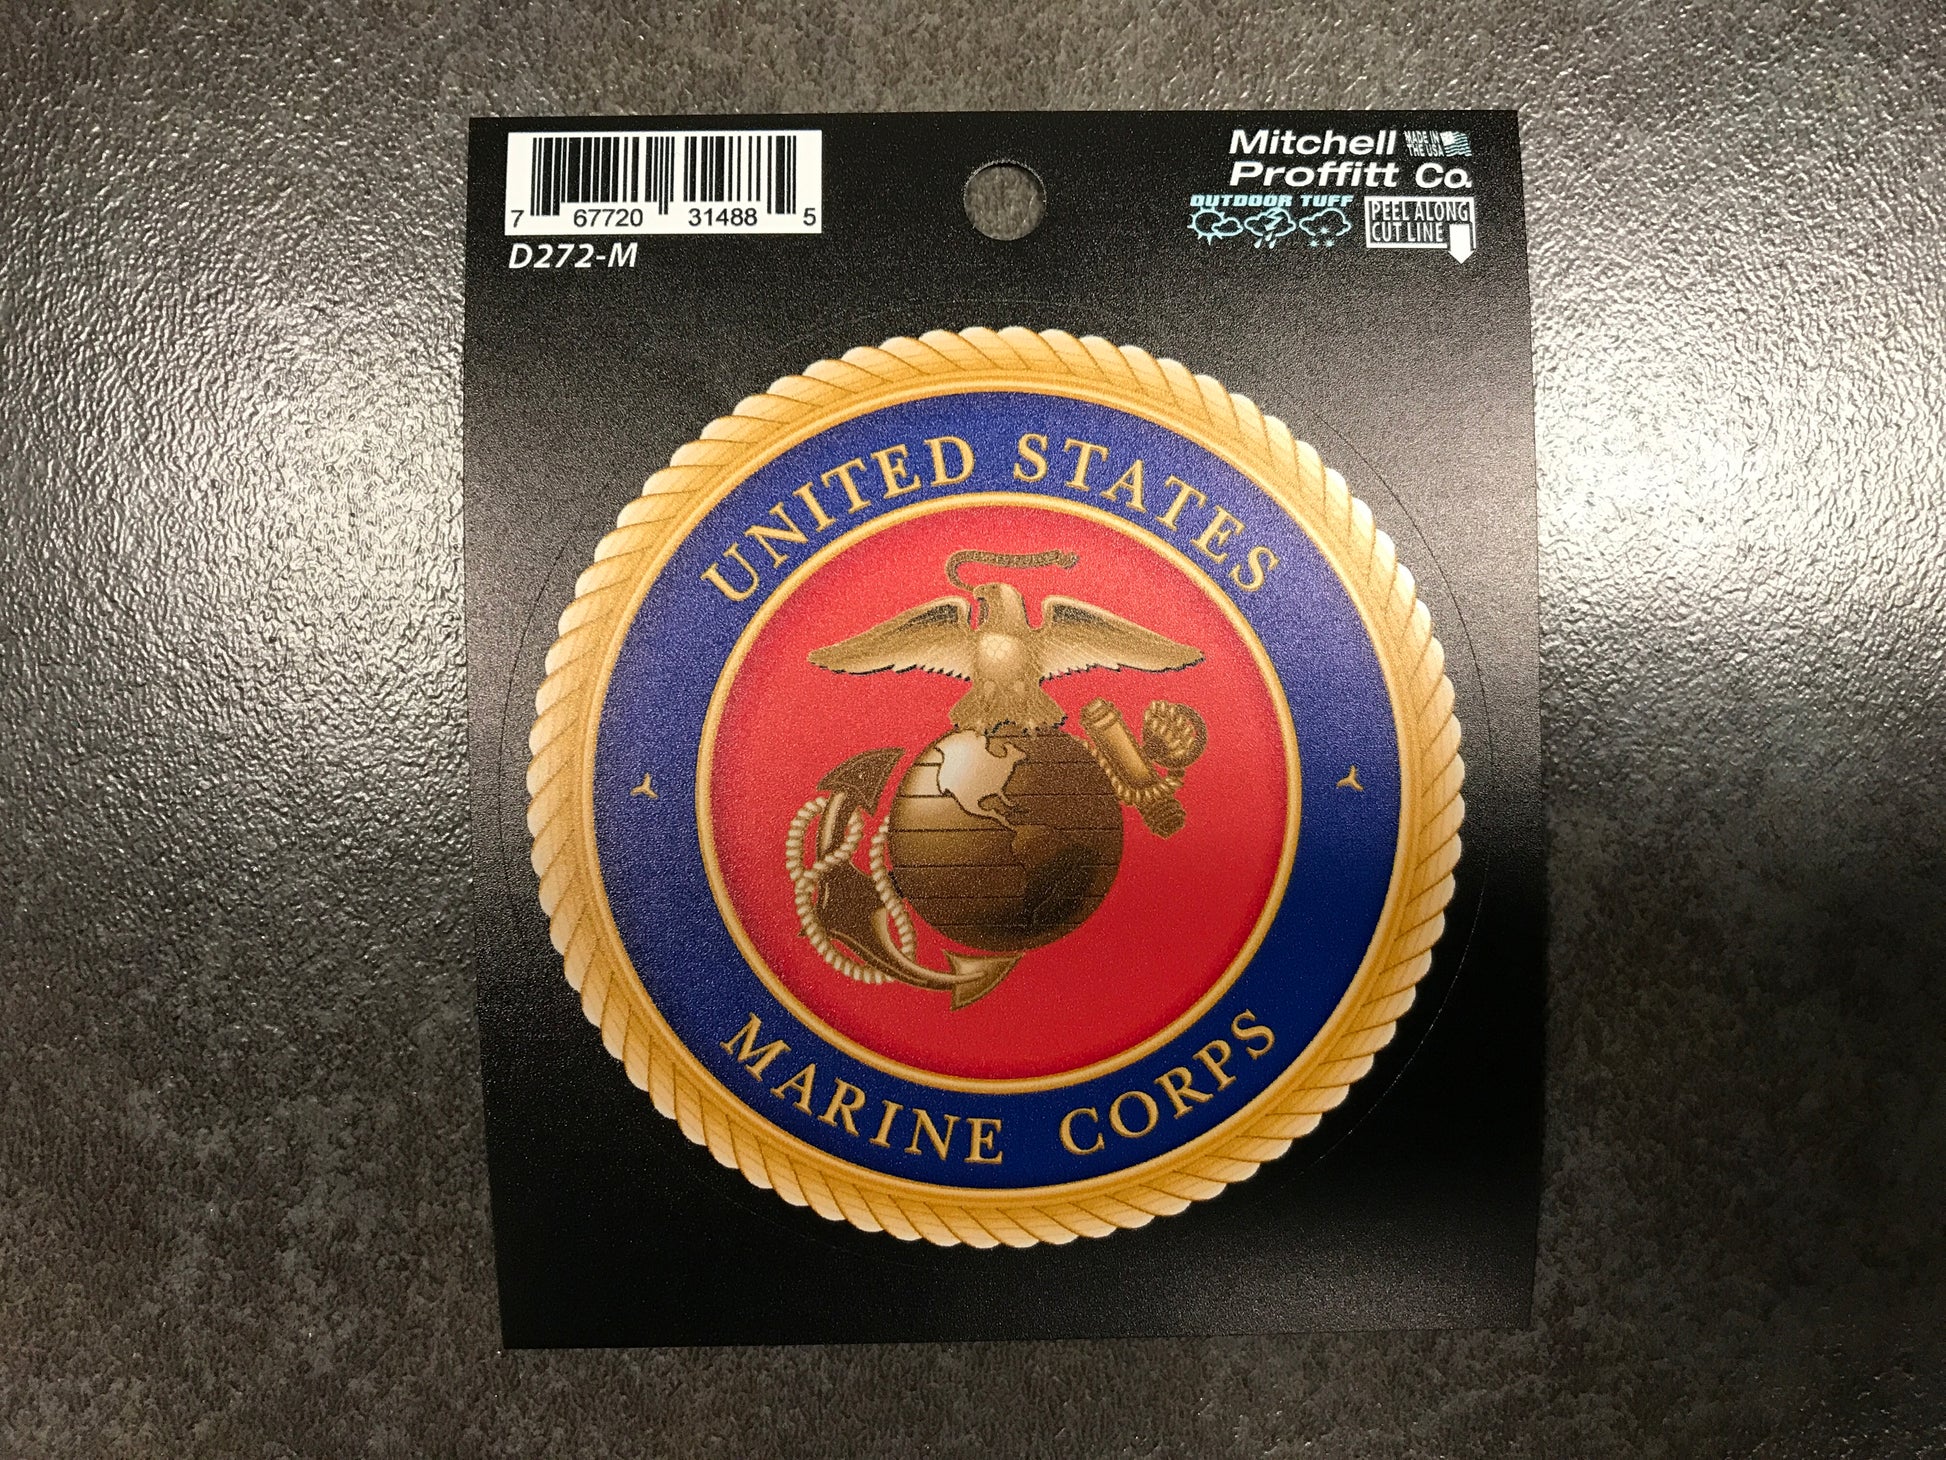 7 67720 31488 5
D272-M
Mitchell
Proffitt Co.
MADE IN
THE USA
OUTDOOR TUFF
PEEL ALONG
CUT LINE
UNITED STATES
MARINE CORPS